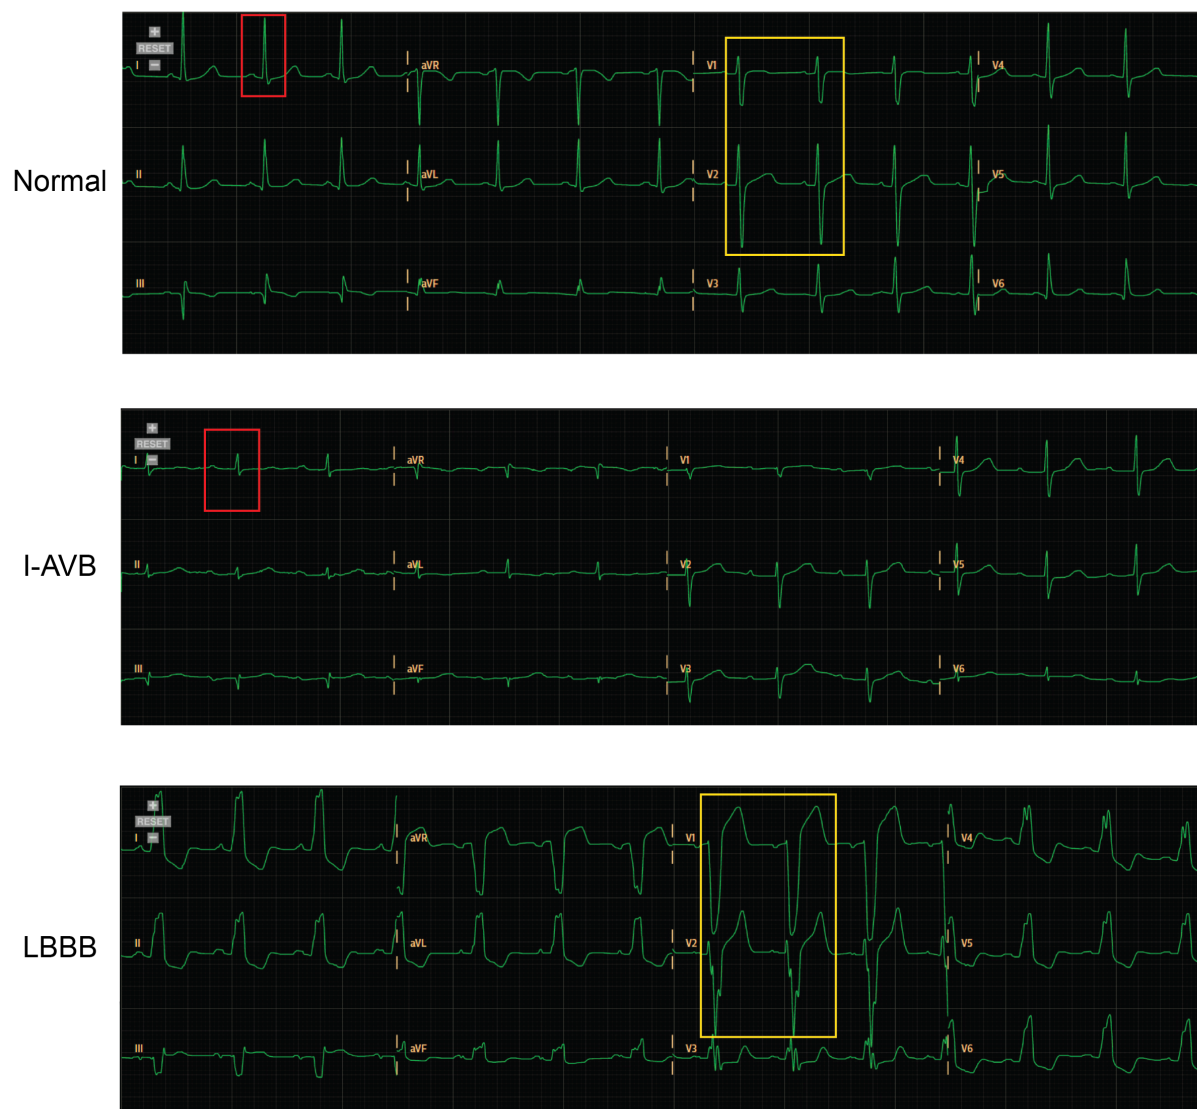 Normal
+
RESET
−
I
aVR
V1
V4
II
aVL
V2
V5
III
aVF
V3
V6
I-AVB
+
RESET
−
I
aVR
V1
V4
II
aVL
V2
V5
III
aVF
V3
V6
LBBB
+
RESET
−
I
aVR
V1
V4
II
aVL
V2
V5
III
aVF
V3
V6